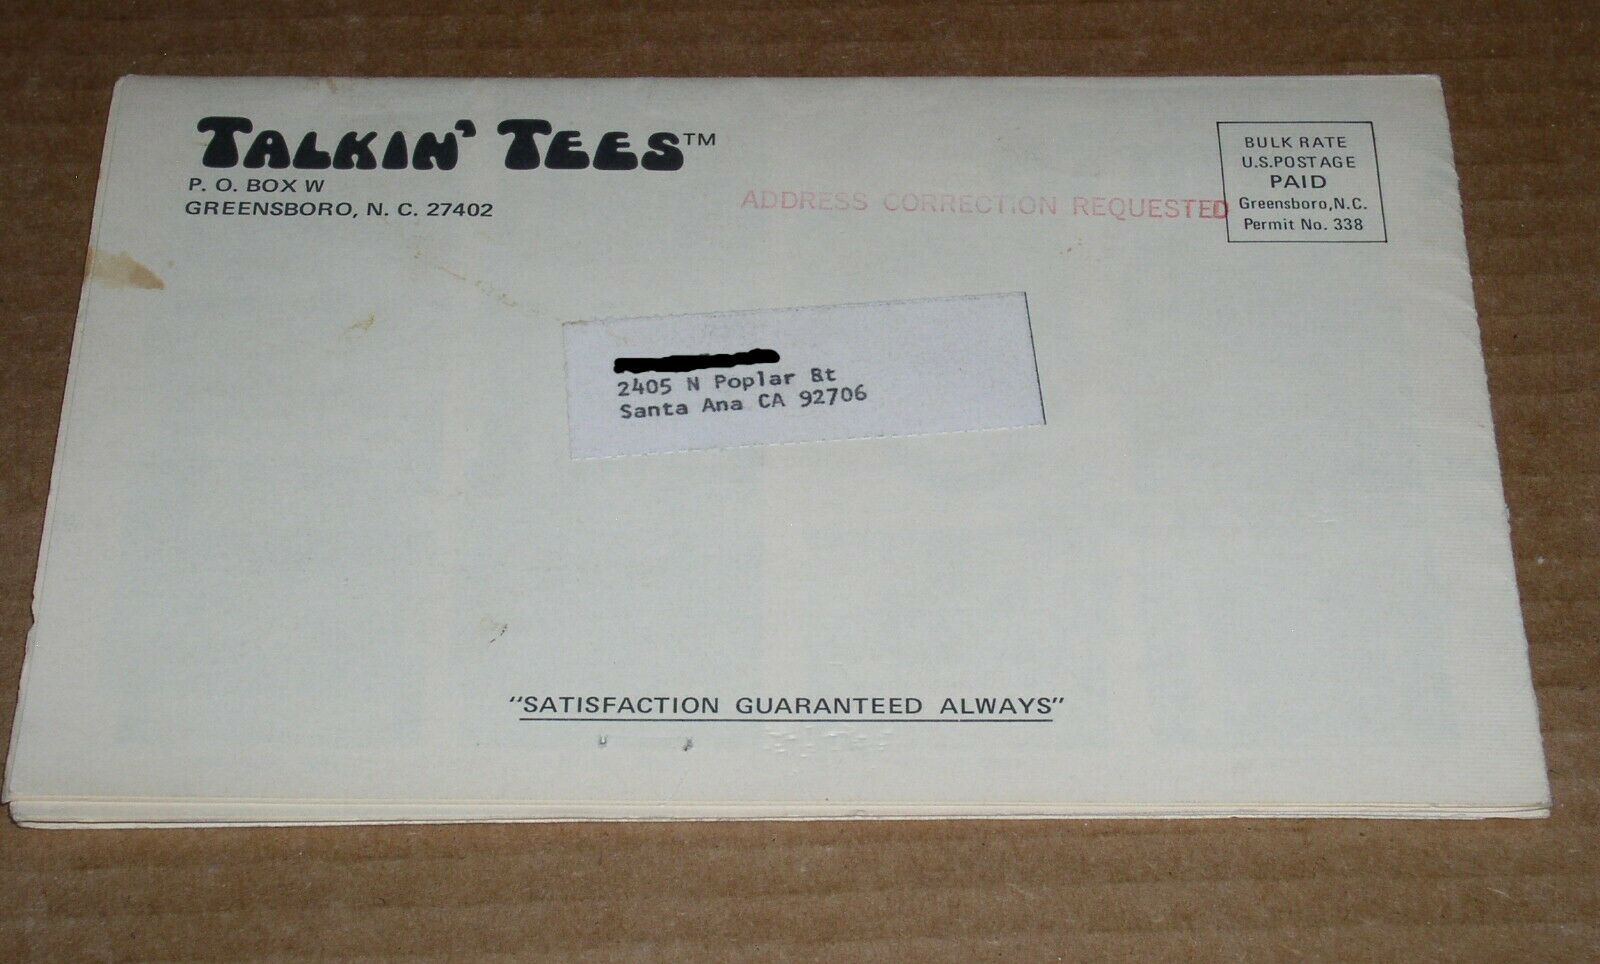 TALKIN' TEES™
P. O. BOX W
GREENSBORO, N. C. 27402
ADDRESS CORRECTION REQUESTED
BULK RATE
U.S.POSTAGE
PAID
Greensboro,N.C.
Permit No. 338
2405 N Poplar St
Santa Ana CA 92706
"SATISFACTION GUARANTEED ALWAYS"